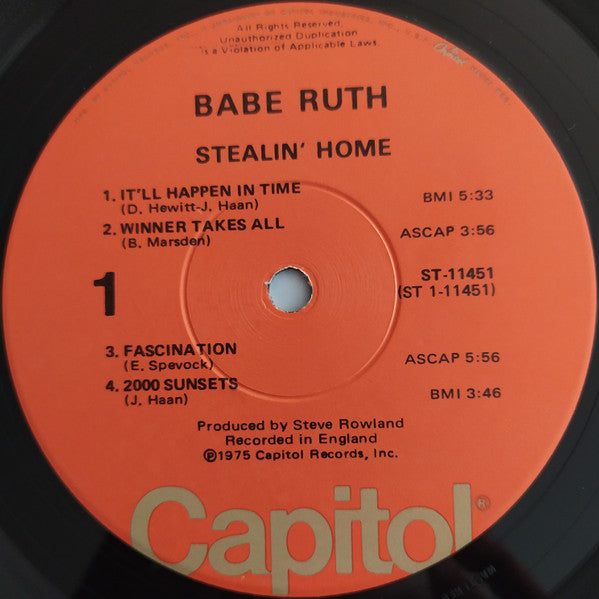 All Rights Reserved.
Unauthorized Duplication
is a Violation of Applicable Laws.
BABE RUTH
STEALIN' HOME
1. IT'LL HAPPEN IN TIME BMI 5:33
(D. Hewitt-J. Haan)
2. WINNER TAKES ALL ASCAP 3:56
(B. Marsden)
1
ST-11451
(ST 1-11451)
3. FASCINATION ASCAP 5:56
(E. Spevock)
4. 2000 SUNSETS BMI 3:46
(J. Haan)
Produced by Steve Rowland
Recorded in England
℗1975 Capitol Records, Inc.
Capitol®